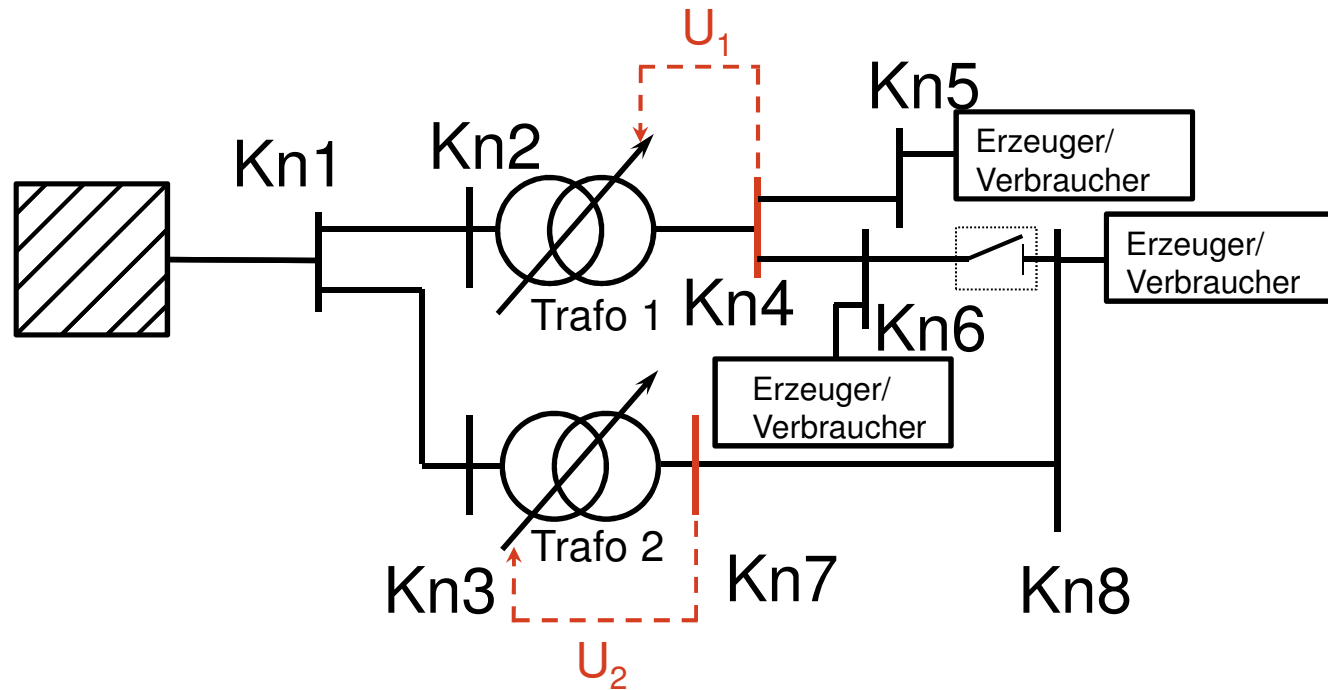 U₁
Kn5
Kn2
Kn1
Erzeuger/
Verbraucher
Erzeuger/
Verbraucher
Trafo 1
Kn4
Kn6
Erzeuger/
Verbraucher
Trafo 2
Kn3
Kn7
Kn8
U₂